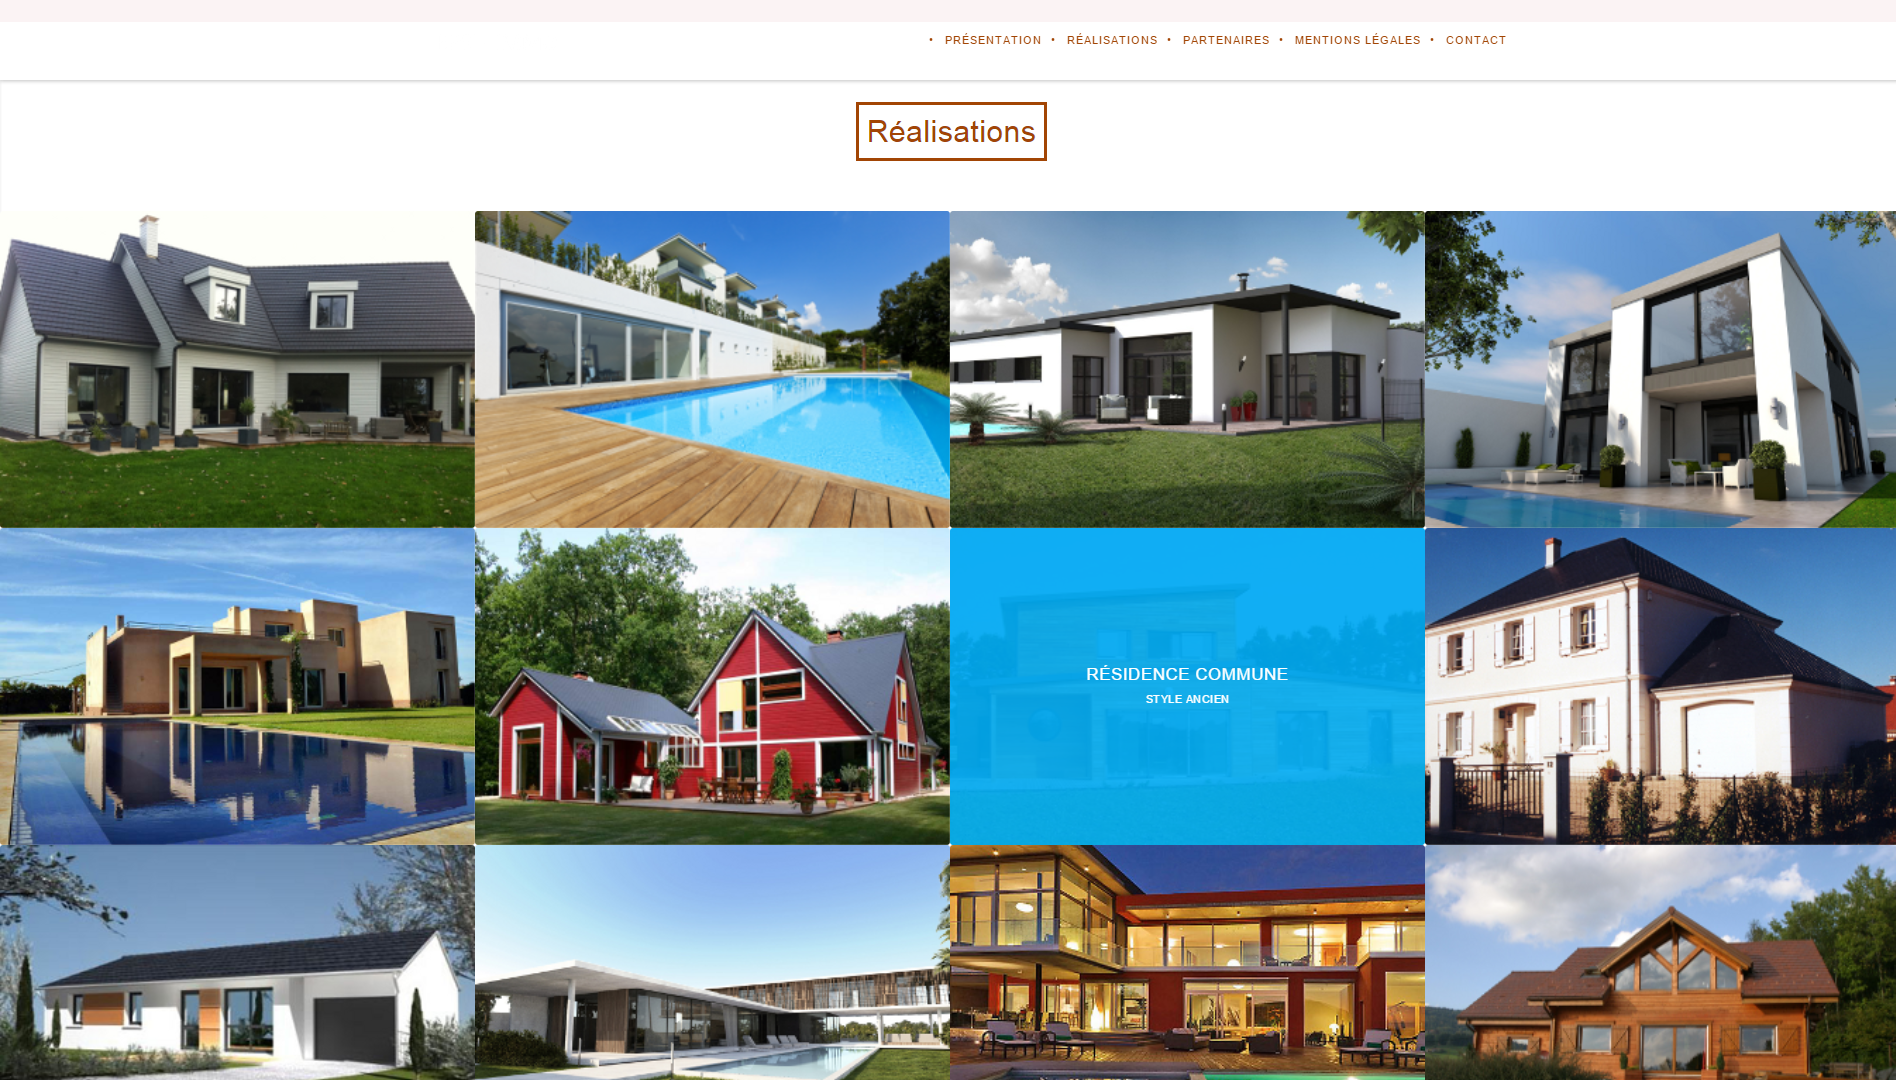 • PRÉSENTATION • RÉALISATIONS • PARTENAIRES • MENTIONS LÉGALES • CONTACT
Réalisations
RÉSIDENCE COMMUNE
STYLE ANCIEN